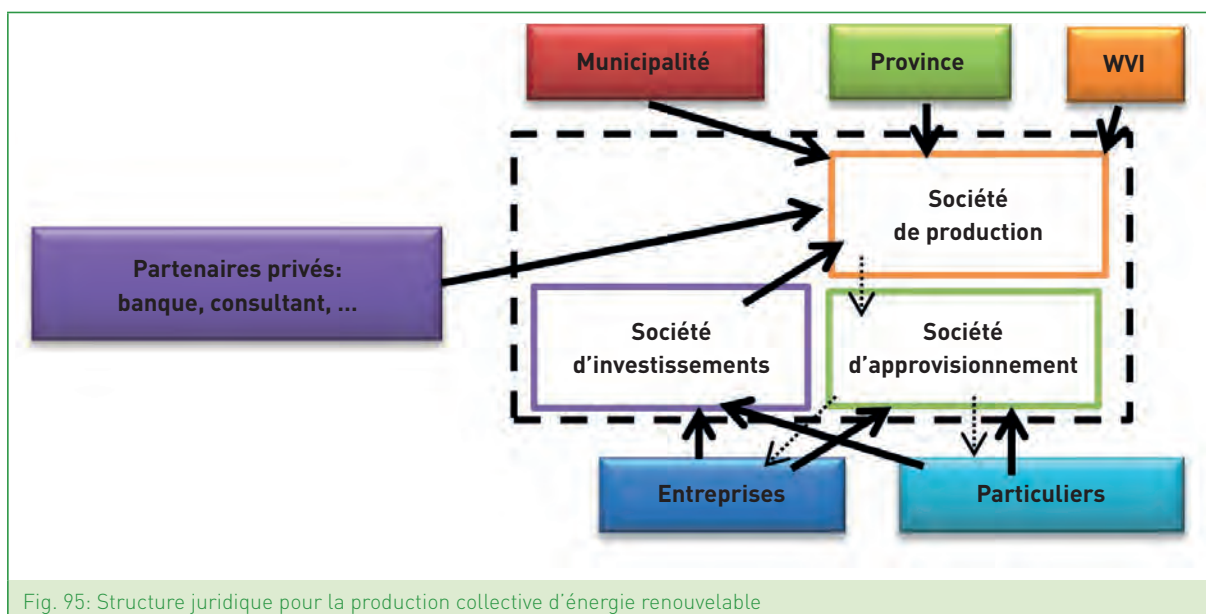 Municipalité
Province
WVI
Société
de production
Partenaires privés:
banque, consultant, ...
Société
d'investissements
Société
d'approvisionnement
Entreprises
Particuliers
Fig. 95: Structure juridique pour la production collective d'énergie renouvelable